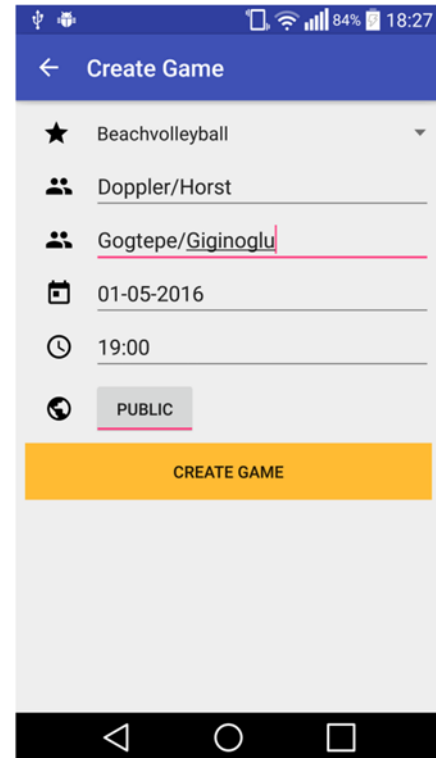 84% 18:27
Create Game
Beachvolleyball
Doppler/Horst
Gogtepe/Giginoglu
01-05-2016
19:00
PUBLIC
CREATE GAME